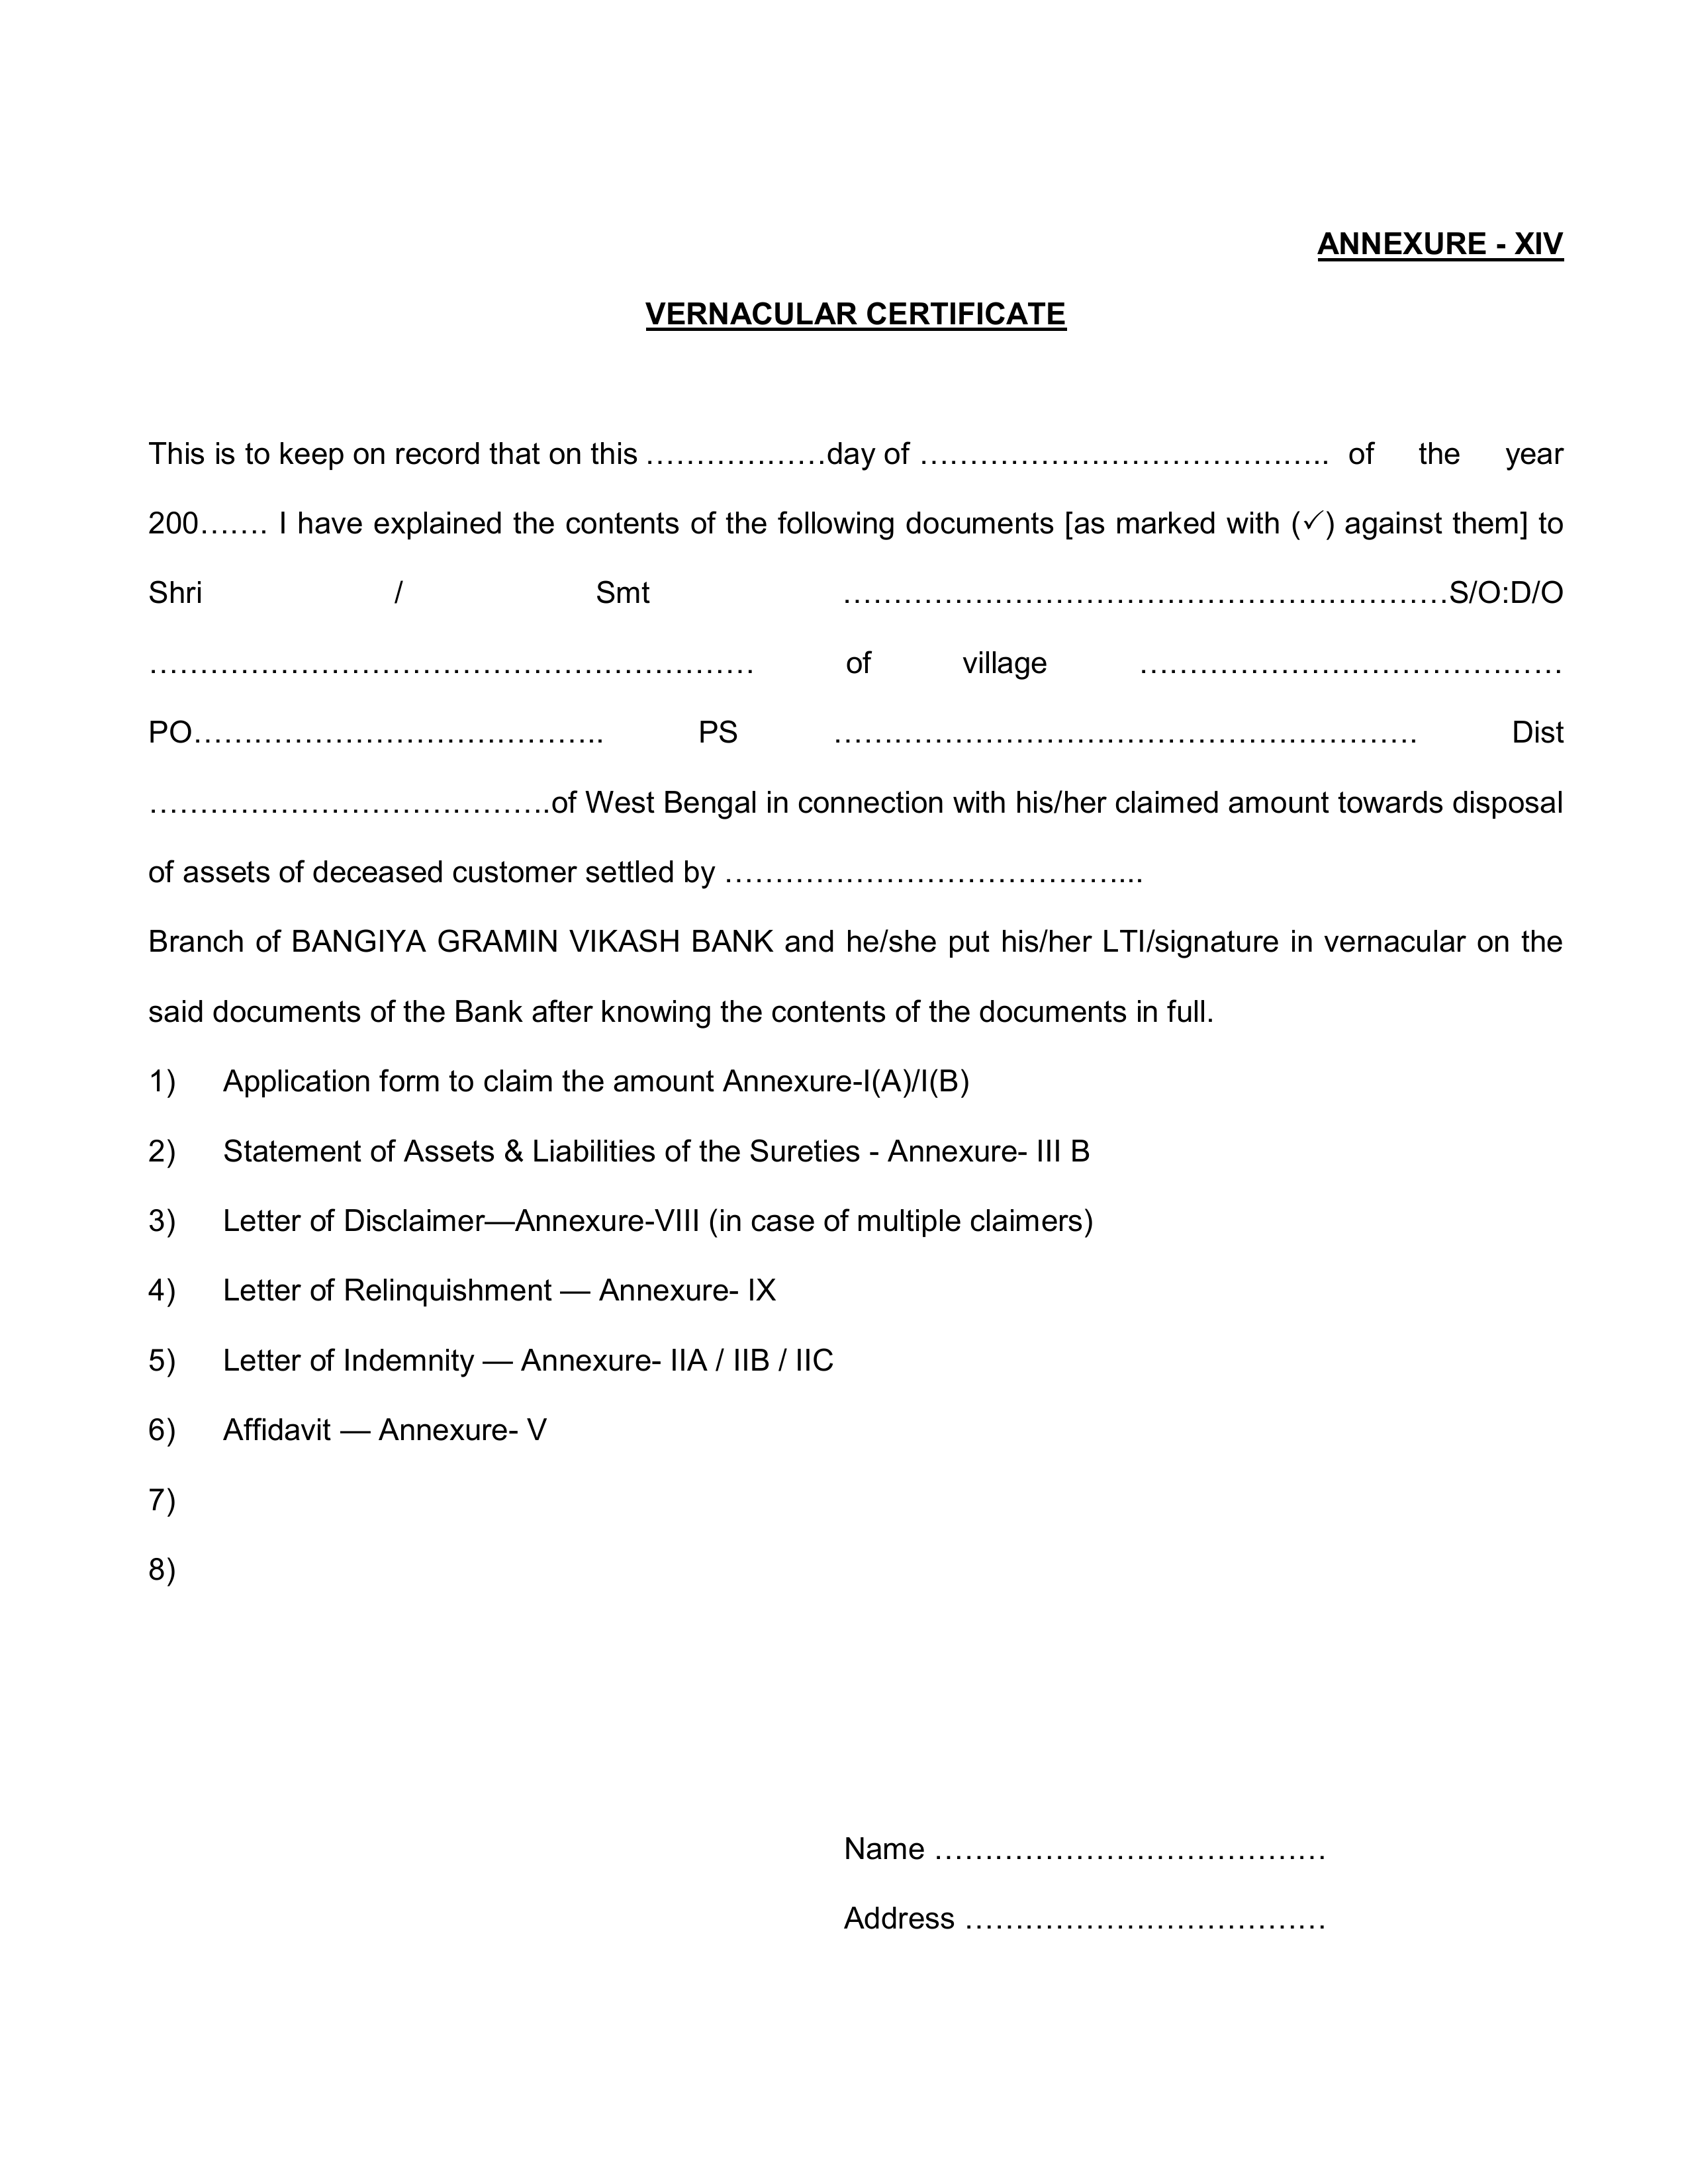 ANNEXURE - XIV
VERNACULAR CERTIFICATE
This is to keep on record that on this ………………day of ………………………………….. of the year
200……. I have explained the contents of the following documents [as marked with (✓) against them] to
Shri / Smt ……………………………………………………S/O:D/O
…………………………………………………… of village ……………………………………
PO………………………………….. PS …………………………………………………. Dist
………………………………….of West Bengal in connection with his/her claimed amount towards disposal
of assets of deceased customer settled by …………………………………...
Branch of BANGIYA GRAMIN VIKASH BANK and he/she put his/her LTI/signature in vernacular on the
said documents of the Bank after knowing the contents of the documents in full.
1) Application form to claim the amount Annexure-I(A)/I(B)
2) Statement of Assets & Liabilities of the Sureties - Annexure- III B
3) Letter of Disclaimer—Annexure-VIII (in case of multiple claimers)
4) Letter of Relinquishment — Annexure- IX
5) Letter of Indemnity — Annexure- IIA / IIB / IIC
6) Affidavit — Annexure- V
7)
8)
Name …………………………………
Address ………………………………